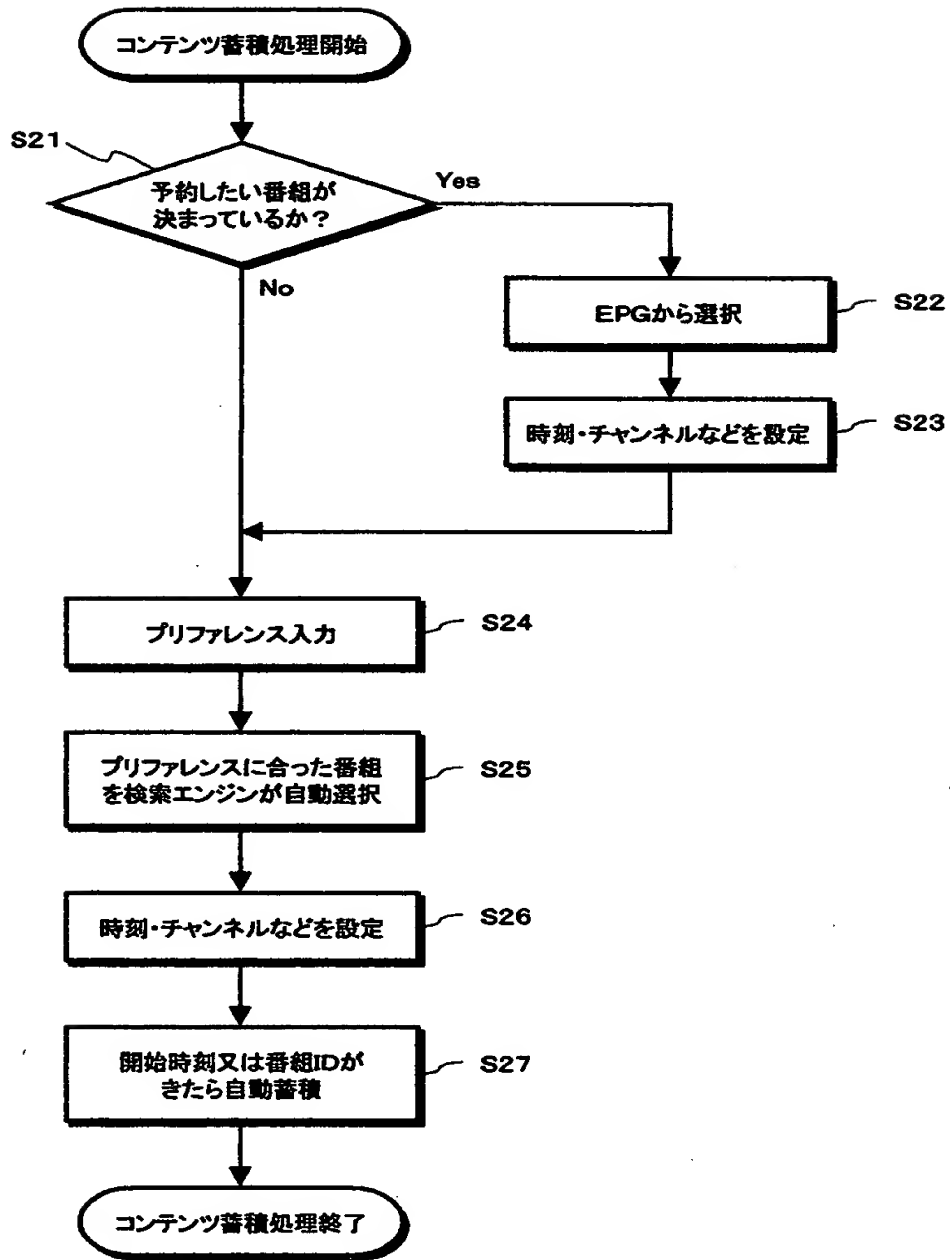 コンテンツ蓄積処理開始
S21
予約したい番組が
決まっているか？
Yes
No
EPGから選択
S22
時刻・チャンネルなどを設定
S23
プリファレンス入力
S24
プリファレンスに合った番組
を検索エンジンが自動選択
S25
時刻・チャンネルなどを設定
S26
開始時刻又は番組IDが
きたら自動蓄積
S27
コンテンツ蓄積処理終了